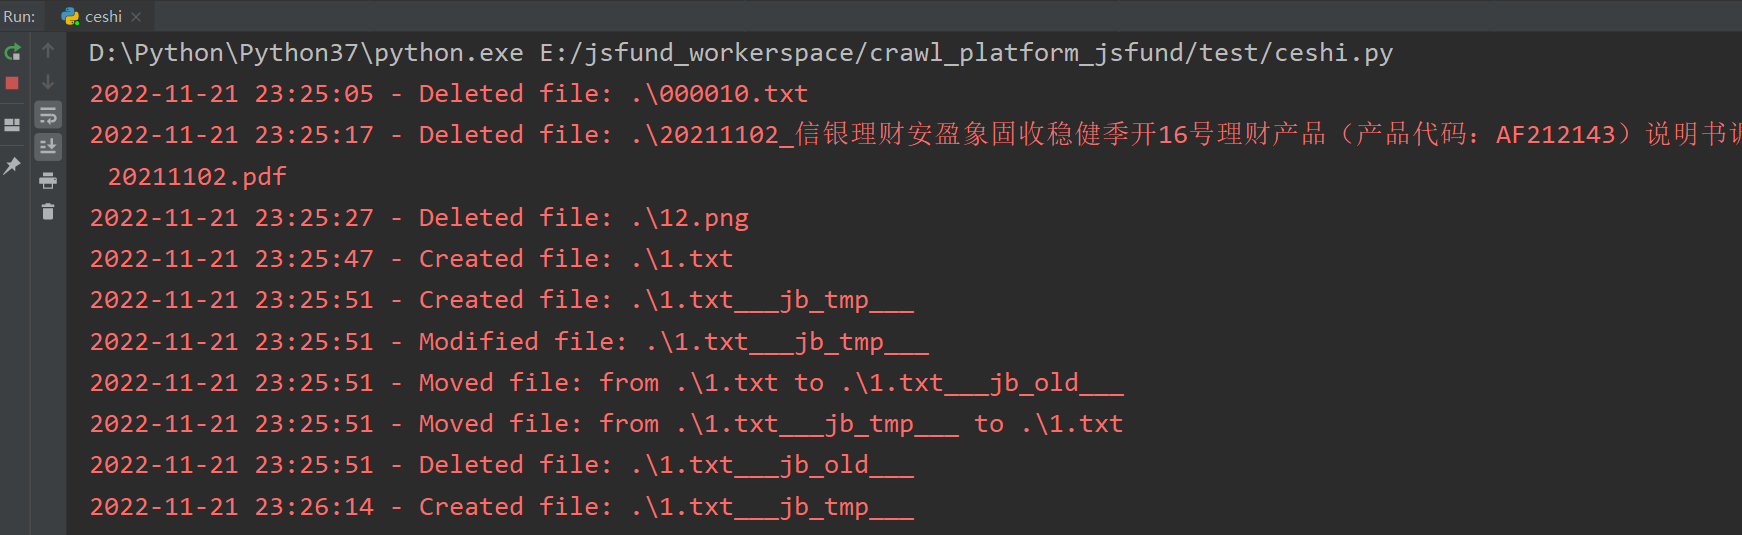 Run: ceshi
D:\Python\Python37\python.exe E:/jsfund_workerspace/crawl_platform_jsfund/test/ceshi.py
2022-11-21 23:25:05 - Deleted file: .\000010.txt
2022-11-21 23:25:17 - Deleted file: .\20211102_信银理财安盈象固收稳健季开16号理财产品（产品代码：AF212143）说明书
20211102.pdf
2022-11-21 23:25:27 - Deleted file: .\12.png
2022-11-21 23:25:47 - Created file: .\1.txt
2022-11-21 23:25:51 - Created file: .\1.txt___jb_tmp___
2022-11-21 23:25:51 - Modified file: .\1.txt___jb_tmp___
2022-11-21 23:25:51 - Moved file: from .\1.txt to .\1.txt___jb_old___
2022-11-21 23:25:51 - Moved file: from .\1.txt___jb_tmp___ to .\1.txt
2022-11-21 23:25:51 - Deleted file: .\1.txt___jb_old___
2022-11-21 23:26:14 - Created file: .\1.txt___jb_tmp___